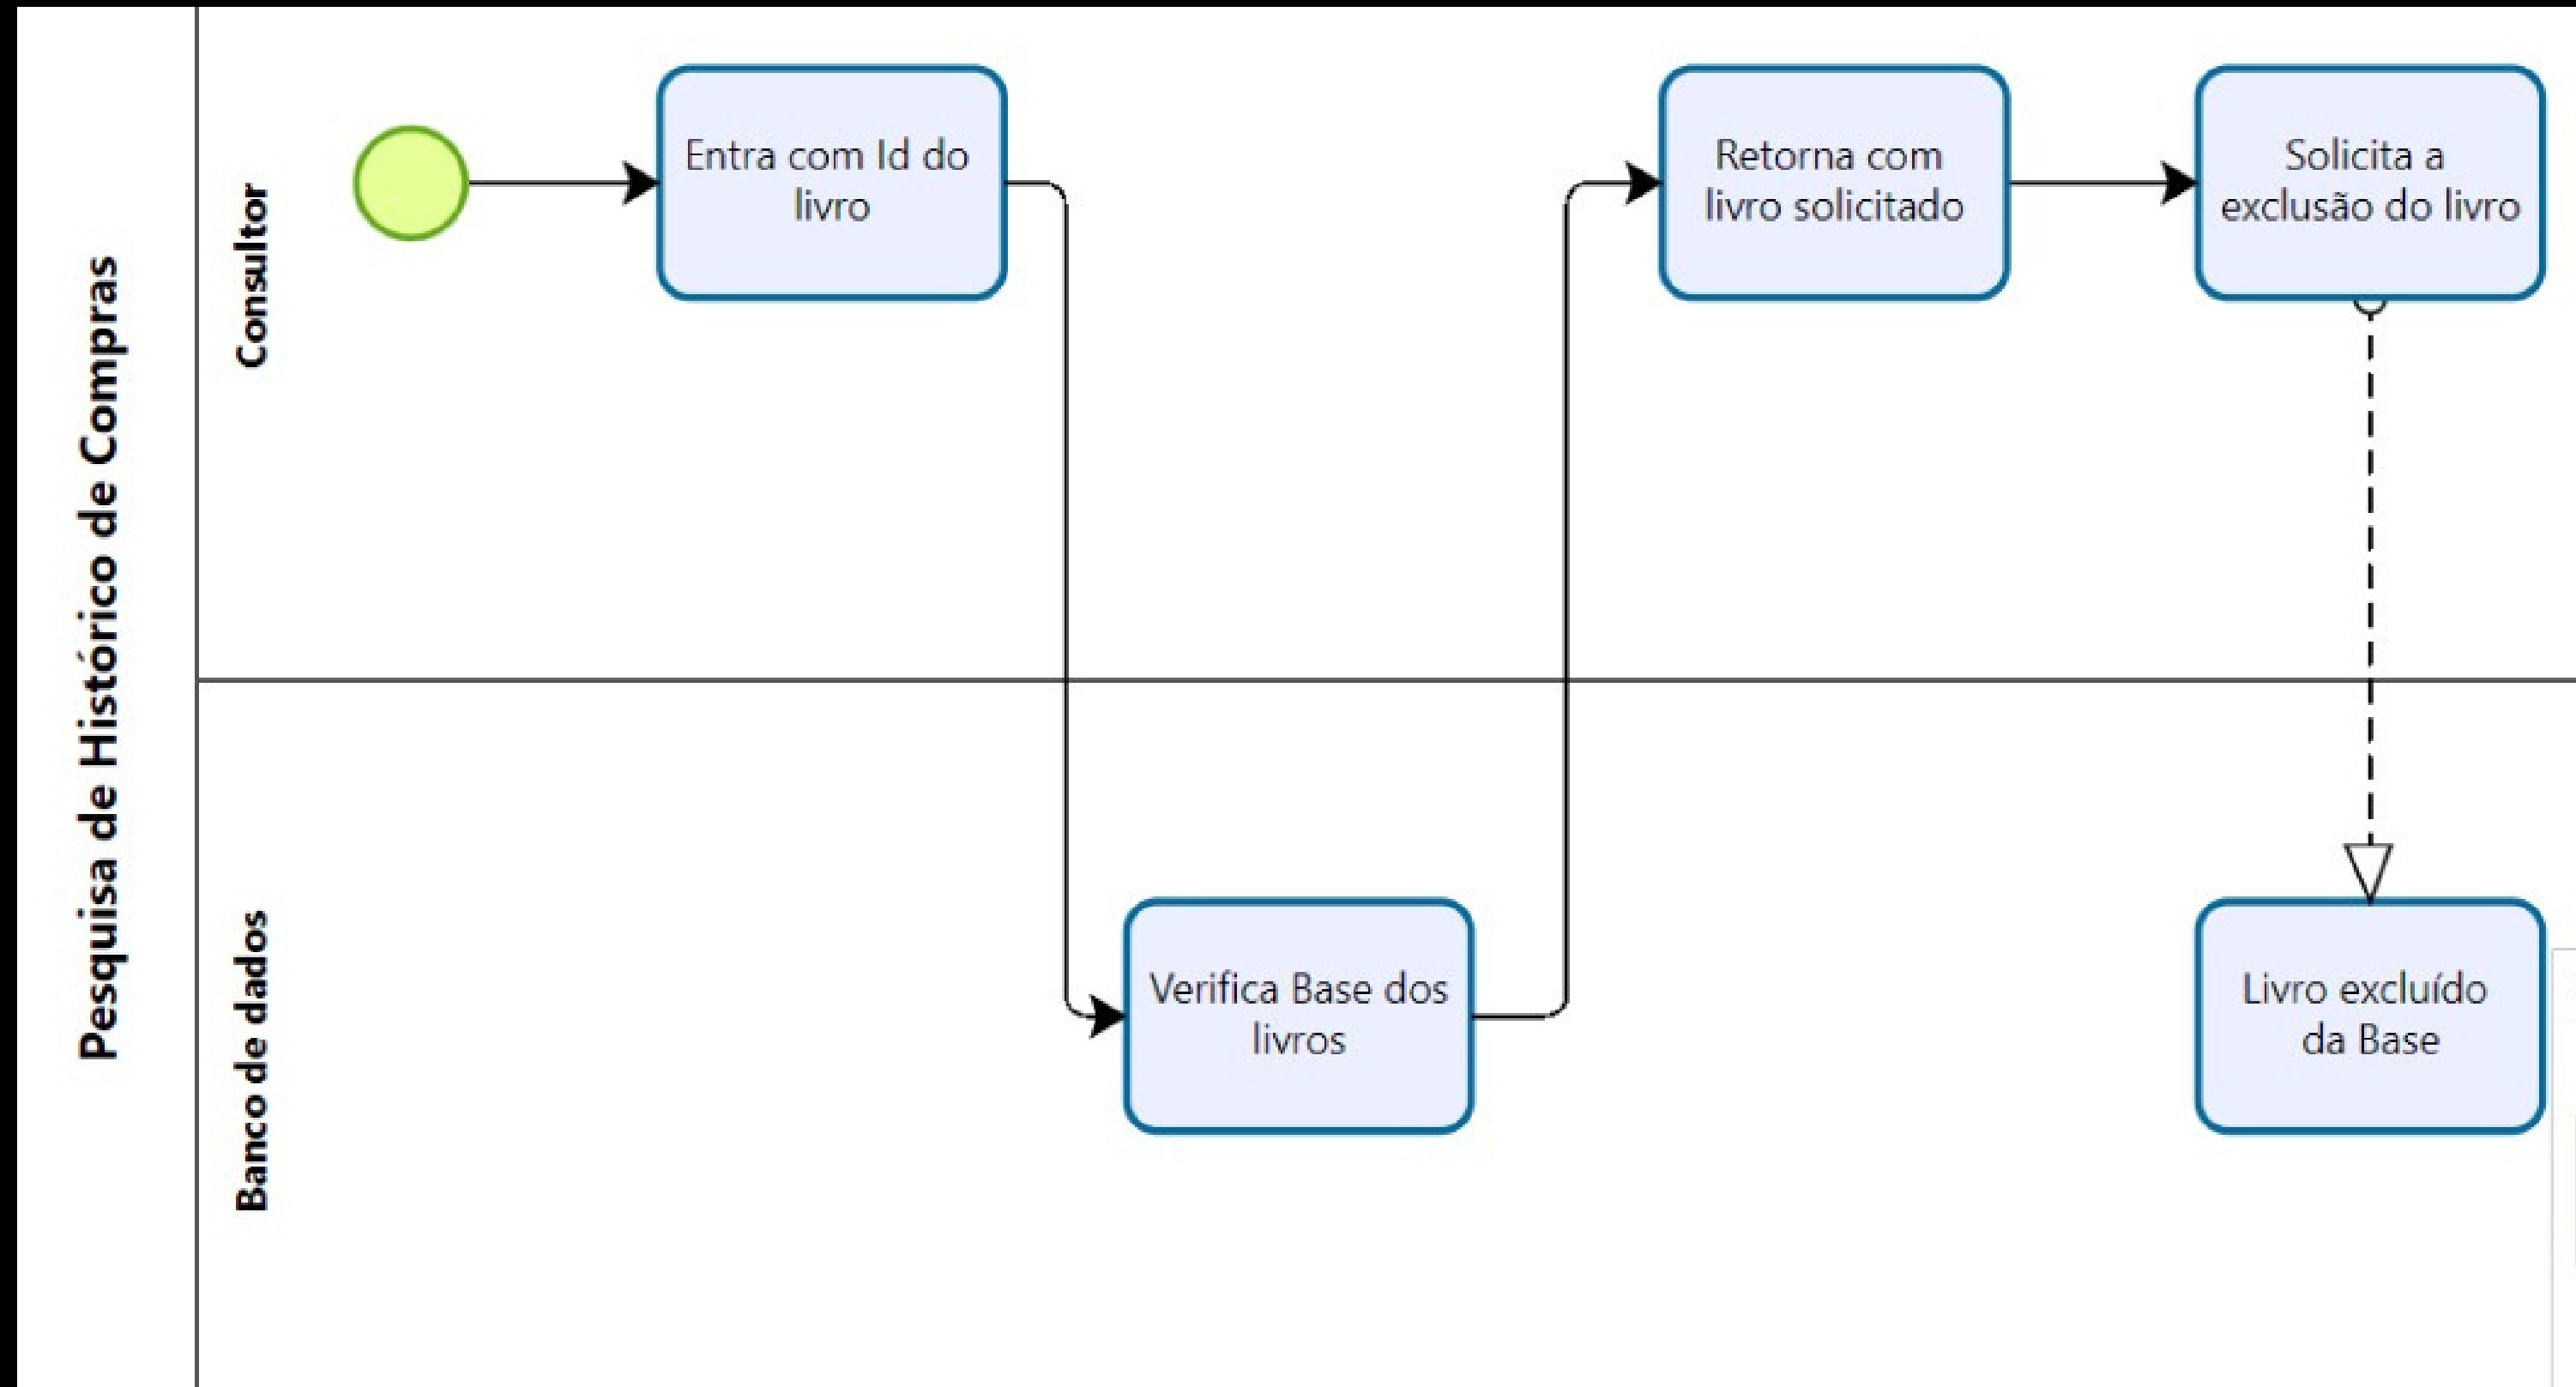 Pesquisa de Histórico de Compras
Consultor
Entra com Id do
livro
Retorna com
livro solicitado
Solicita a
exclusão do livro
Banco de dados
Verifica Base dos
livros
Livro excluído
da Base